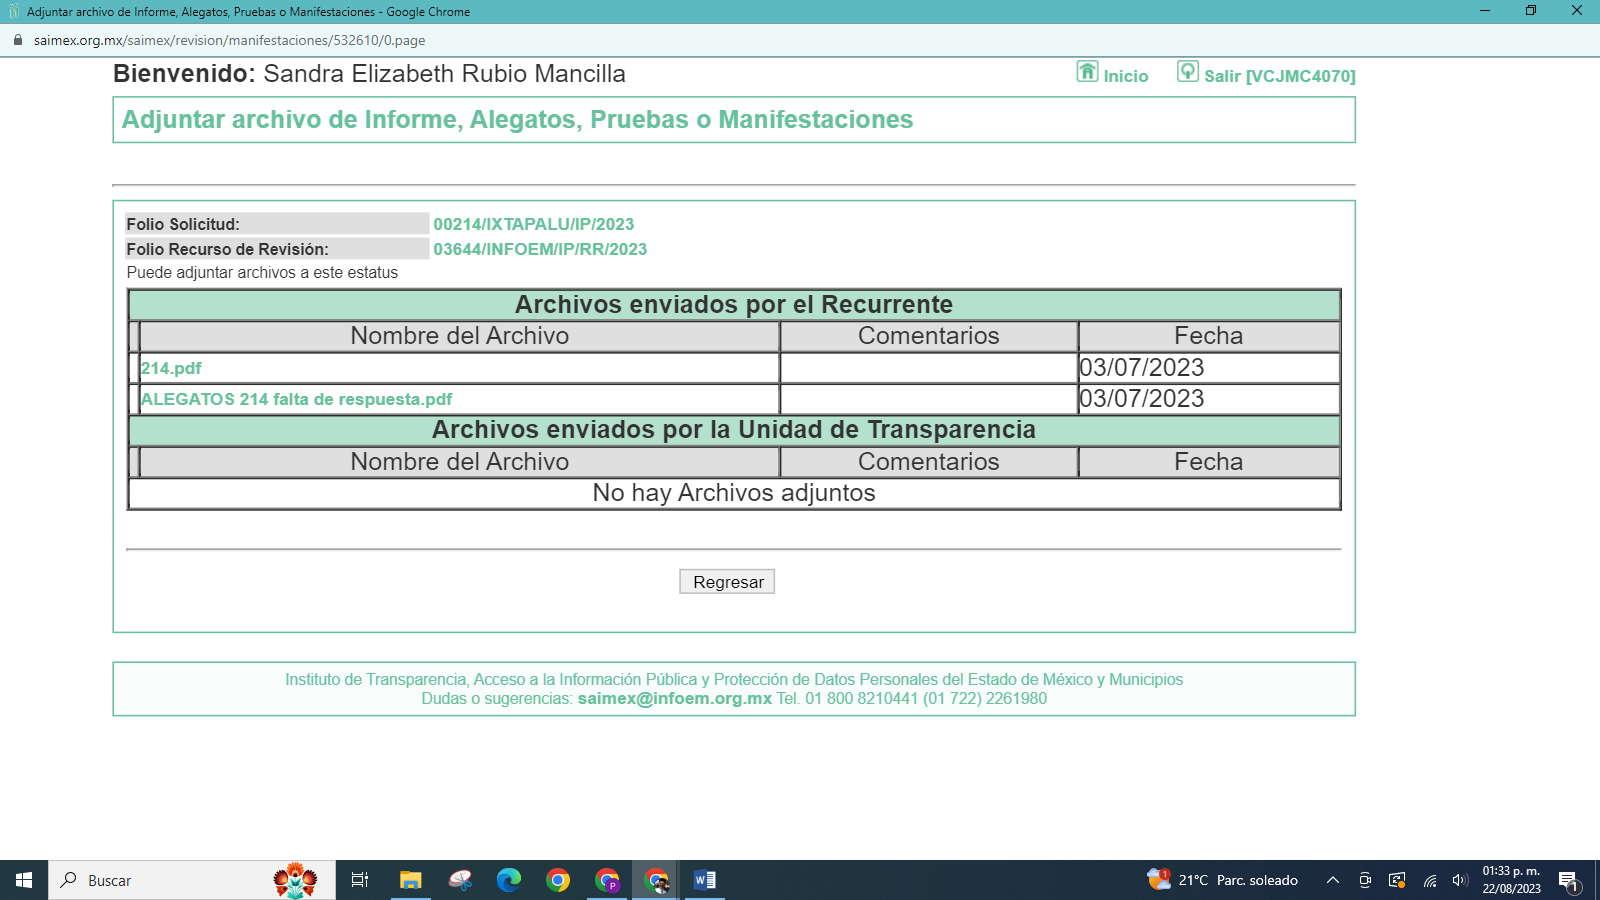 Adjuntar archivo de Informe, Alegatos, Pruebas o Manifestaciones - Google Chrome
saimex.org.mx/saimex/revision/manifestaciones/532610/0.page
Bienvenido: Sandra Elizabeth Rubio Mancilla
Inicio
Salir [VCJMC4070]
Adjuntar archivo de Informe, Alegatos, Pruebas o Manifestaciones
Folio Solicitud: 00214/IXTAPALU/IP/2023
Folio Recurso de Revisión: 03644/INFOEM/IP/RR/2023
Puede adjuntar archivos a este estatus
Archivos enviados por el Recurrente
Nombre del Archivo Comentarios Fecha
214.pdf 03/07/2023
ALEGATOS 214 falta de respuesta.pdf 03/07/2023
Archivos enviados por la Unidad de Transparencia
Nombre del Archivo Comentarios Fecha
No hay Archivos adjuntos
Regresar
Instituto de Transparencia, Acceso a la Información Pública y Protección de Datos Personales del Estado de México y Municipios
Dudas o sugerencias: saimex@infoem.org.mx Tel. 01 800 8210441 (01 722) 2261980
Buscar
P
W
1
21°C Parc. soleado
01:33 p. m.
22/08/2023
1